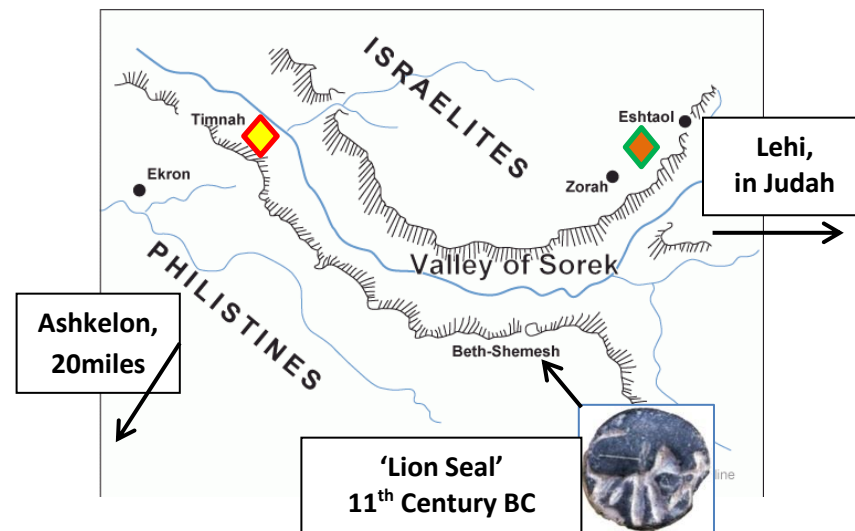 ISRAELITES
Timnah
Eshtaol
Lehi,
in Judah
Ekron
Zorah
PHILISTINES
Valley of Sorek
Ashkelon,
20miles
Beth-Shemesh
‘Lion Seal’
11th Century BC
line